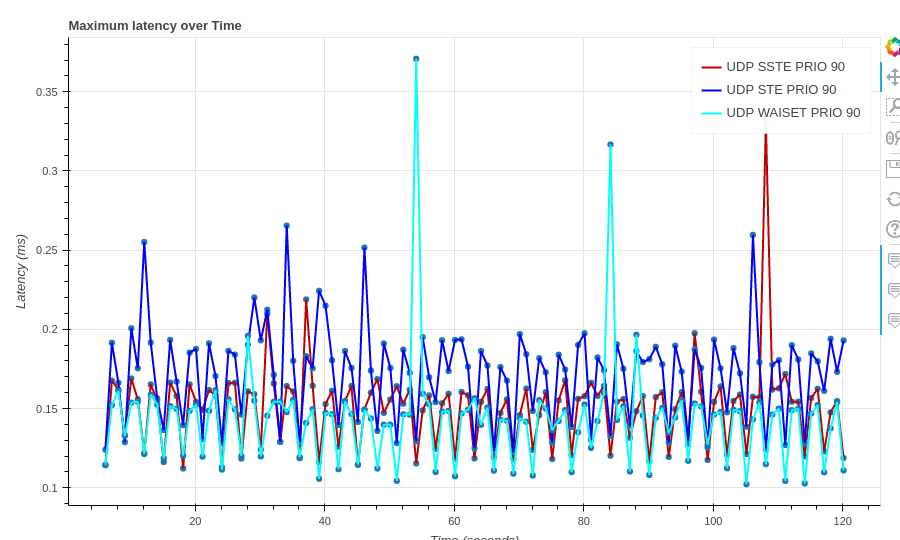 Maximum latency over Time
UDP SSTE PRIO 90
UDP STE PRIO 90
UDP WAISET PRIO 90
Latency (ms)
0.35
0.3
0.25
0.2
0.15
0.1
20
40
60
80
100
120
Time (seconds)